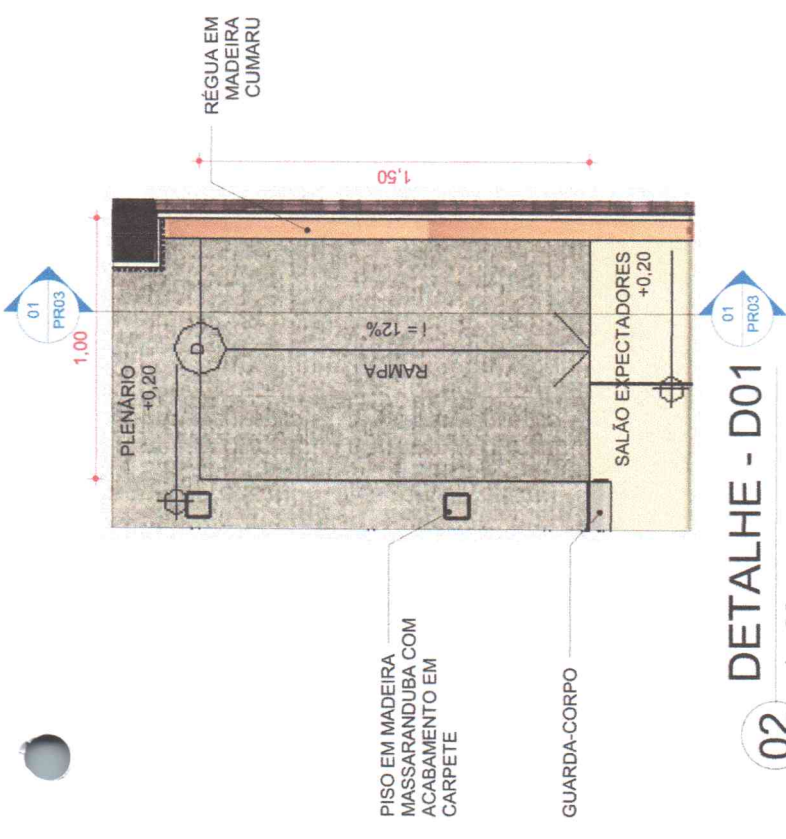 RÉGUA EM
MADEIRA
CUMARU
01
PR03
1,00
1,50
PLENÁRIO
+0,20
D
RAMPA
i = 12%
SALÃO EXPECTADORES
+0,20
01
PR03
PISO EM MADEIRA
MASSARANDUBA COM
ACABAMENTO EM
CARPETE
GUARDA-CORPO
02
DETALHE - D01